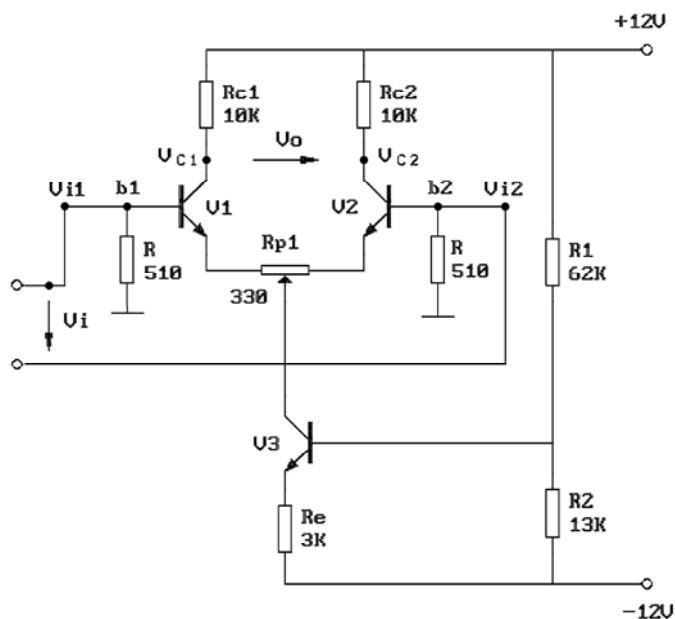 +12V
Rc1
10K
Rc2
10K
Vo
VC1
VC2
Vi1
b1
V1
V2
b2
Vi2
R
510
Rp1
330
R
510
R1
62K
Vi
V3
Re
3K
R2
13K
-12V